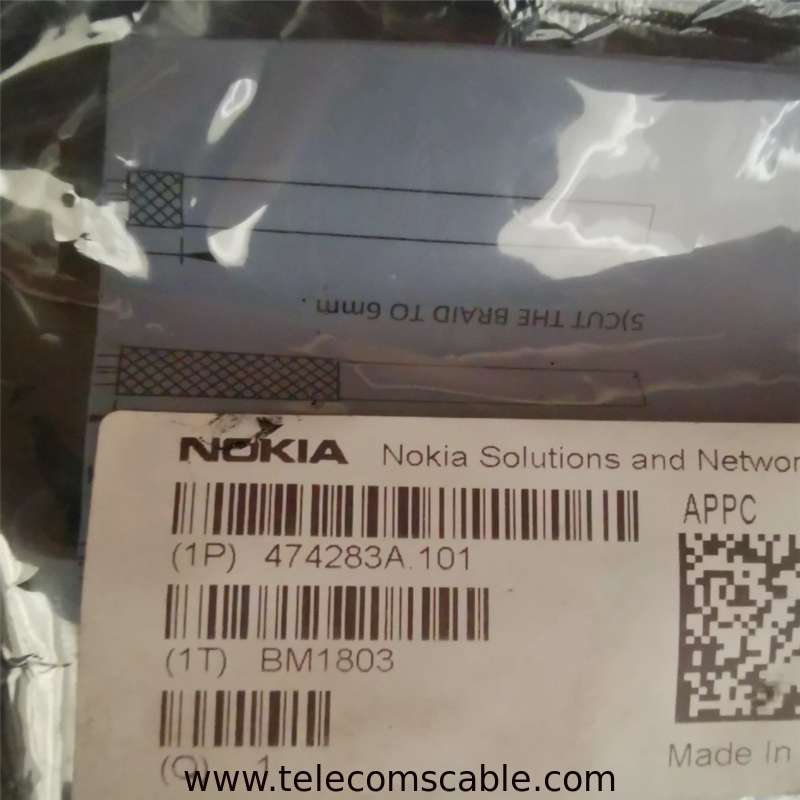 5)CUT THE BRAID TO 6mm.
NOKIA Nokia Solutions and
APPC
(1P) 474283A.101
(1T) BM1803
(Q) 1
Made In
www.telecomscable.com